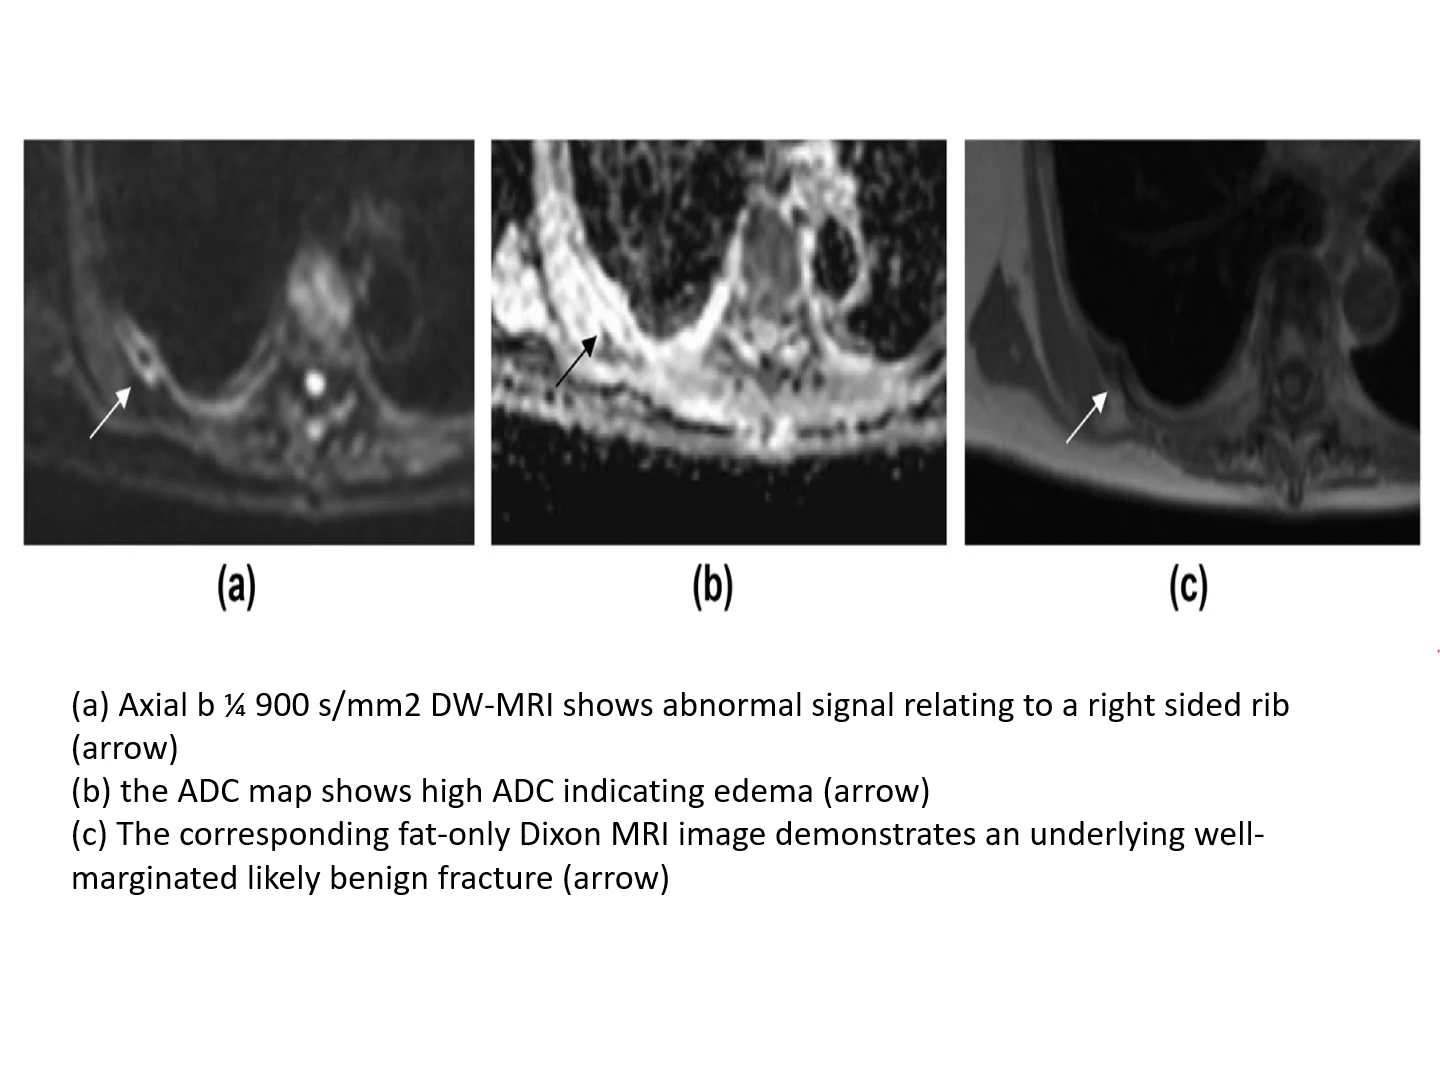 (a) (b) (c)
(a) Axial b ¼ 900 s/mm2 DW-MRI shows abnormal signal relating to a right sided rib
(arrow)
(b) the ADC map shows high ADC indicating edema (arrow)
(c) The corresponding fat-only Dixon MRI image demonstrates an underlying well-
marginated likely benign fracture (arrow)